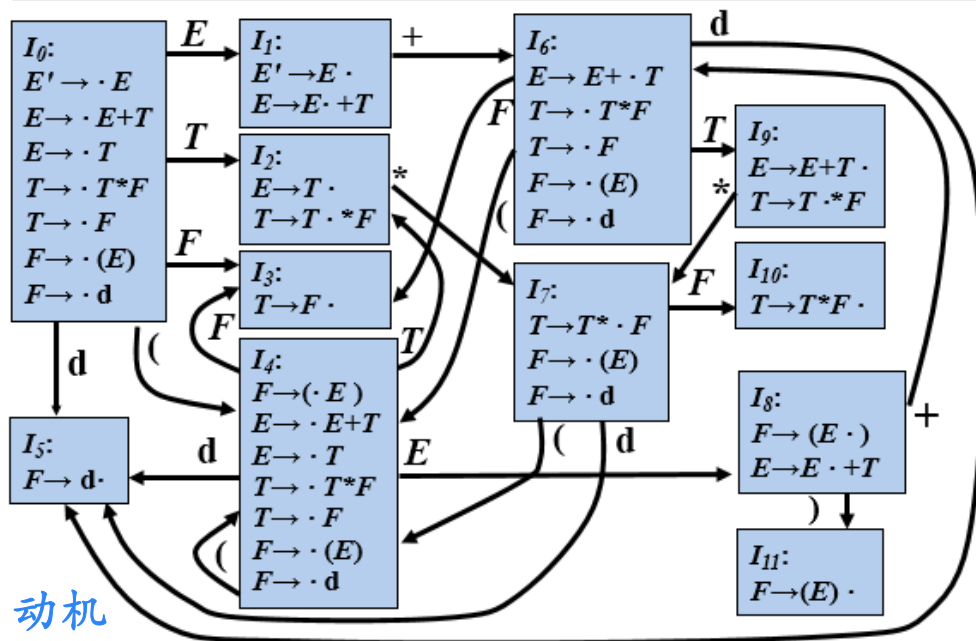 I₀:
E' → · E
E → · E+T
E → · T
T → · T*F
T → · F
F → · (E)
F → · d
E
T
F
d
(
I₁:
E' → E ·
E → E · +T
+
I₂:
E → T ·
T → T · *F
*
I₃:
T → F ·
F
T
I₄:
F → (· E )
E → · E+T
E → · T
T → · T*F
T → · F
F → · (E)
F → · d
d
E
(
I₅:
F → d ·
I₆:
E → E+ · T
T → · T*F
T → · F
F → · (E)
F → · d
F
(
d
T
I₇:
T → T* · F
F → · (E)
F → · d
F
(
d
I₉:
E → E+T ·
T → T · *F
*
I₁₀:
T → T*F ·
I₈:
F → (E · )
E → E · +T
+
)
I₁₁:
F → (E) ·
动机